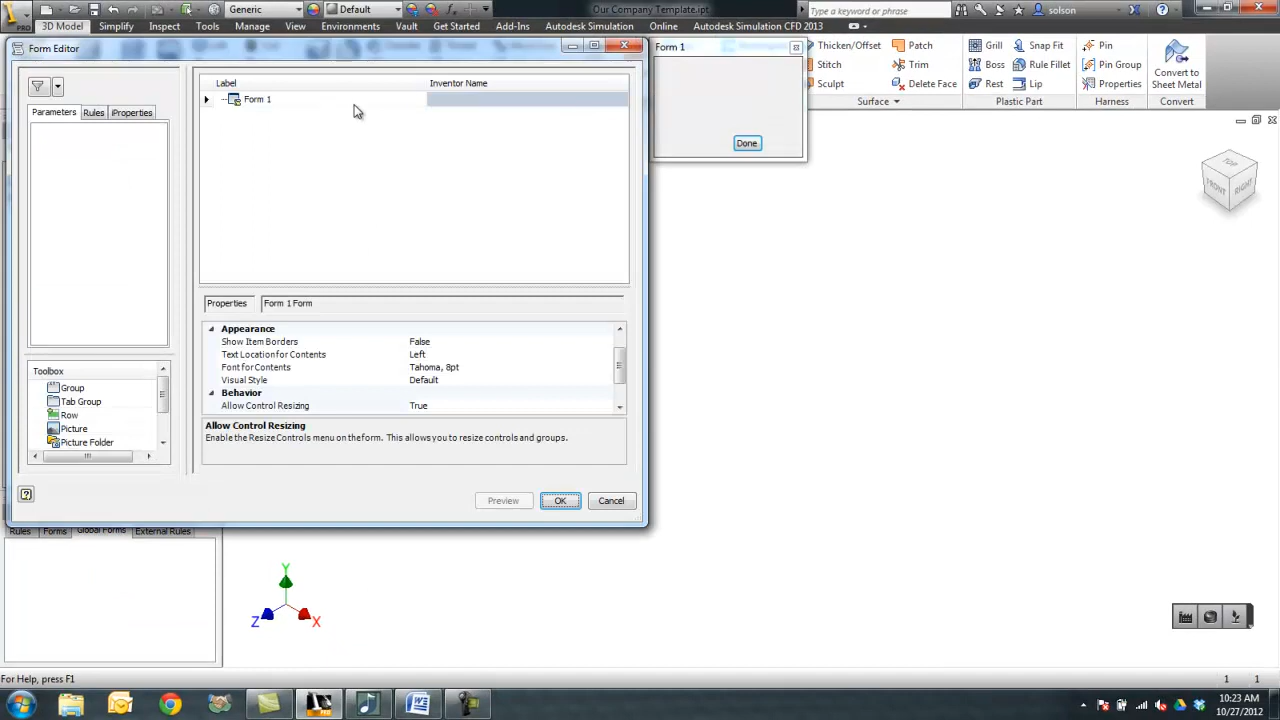 Generic
Default
Our Company Template.ipt
Type a keyword or phrase
solson
PRO
3D Model
Simplify
Inspect
Tools
Manage
View
Environments
Vault
Get Started
Add-Ins
Autodesk Simulation
Online
Autodesk Simulation CFD 2013
Thicken/Offset
Patch
Stitch
Trim
Sculpt
Delete Face
Surface
Grill
Snap Fit
Boss
Rule Fillet
Rest
Lip
Plastic Part
Pin
Pin Group
Properties
Harness
Convert to
Sheet Metal
Convert
Form Editor
Parameters
Rules
iProperties
Label
Inventor Name
Form 1
Toolbox
Group
Tab Group
Row
Picture
Picture Folder
Properties
Form 1 Form
Appearance
Show Item Borders
False
Text Location for Contents
Left
Font for Contents
Tahoma, 8pt
Visual Style
Default
Behavior
Allow Control Resizing
True
Allow Control Resizing
Enable the Resize Controls menu on the form. This allows you to resize controls and groups.
Preview
OK
Cancel
Form 1
Done
TOP
FRONT
RIGHT
Rules
Forms
Global Forms
External Rules
Y
Z
X
For Help, press F1
1
1
10:23 AM
10/27/2012